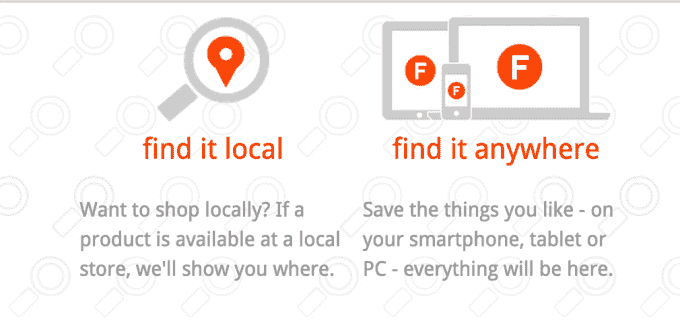 F
F
F
find it local
find it anywhere
Want to shop locally? If a
product is available at a local
store, we'll show you where.
Save the things you like - on
your smartphone, tablet or
PC - everything will be here.